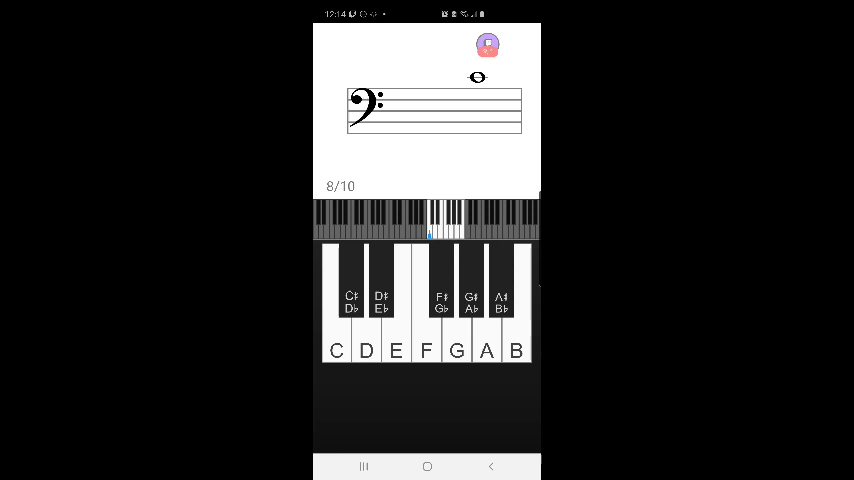 12:14
8/10
C♯ D♯ F♯ G♯ A♯
D♭ E♭ G♭ A♭ B♭
C D E F G A B